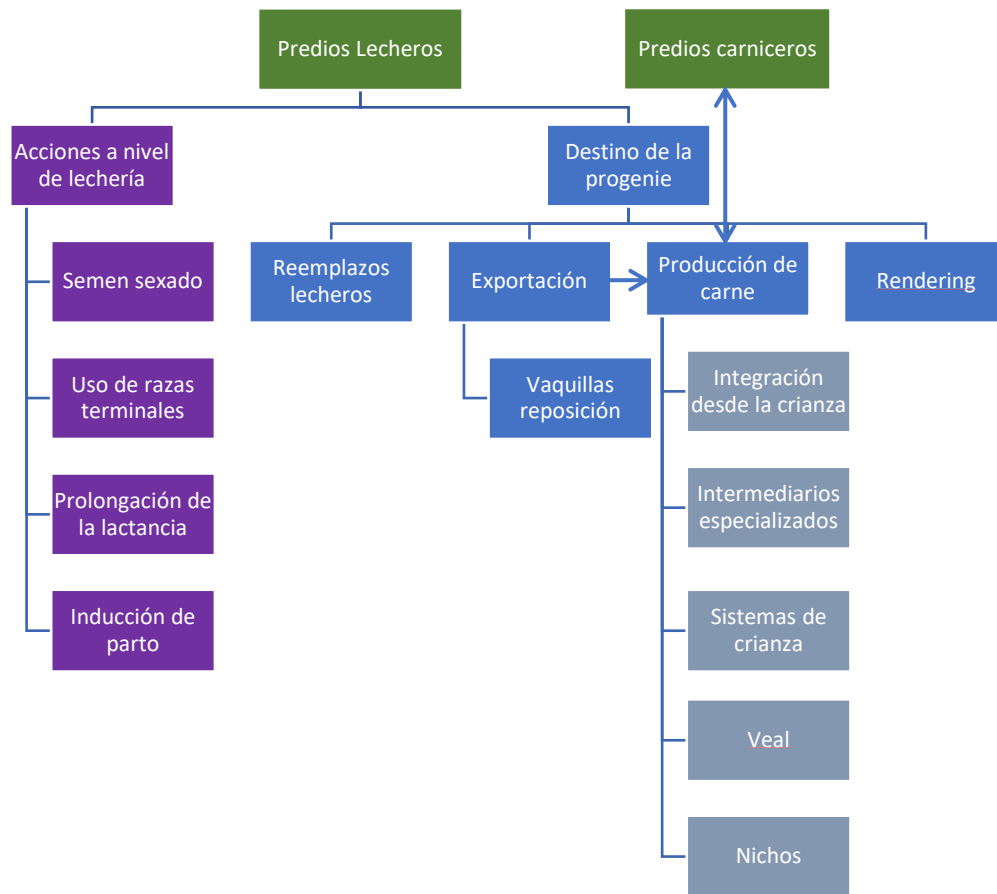 Predios Lecheros
Predios carniceros
Acciones a nivel
de lechería
Destino de la
progenie
Semen sexado
Reemplazos
lecheros
Exportación
Producción de
carne
Rendering
Uso de razas
terminales
Vaquillas
reposición
Integración
desde la crianza
Prolongación de
la lactancia
Intermediarios
especializados
Inducción de
parto
Sistemas de
crianza
Veal
Nichos